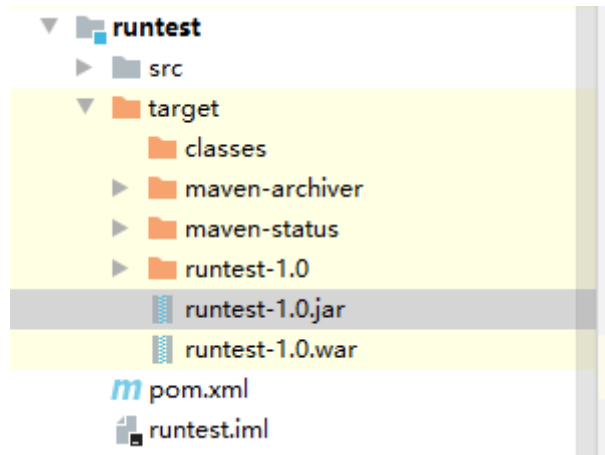 runtest
src
target
classes
maven-archiver
maven-status
runtest-1.0
runtest-1.0.jar
runtest-1.0.war
m pom.xml
runtest.iml